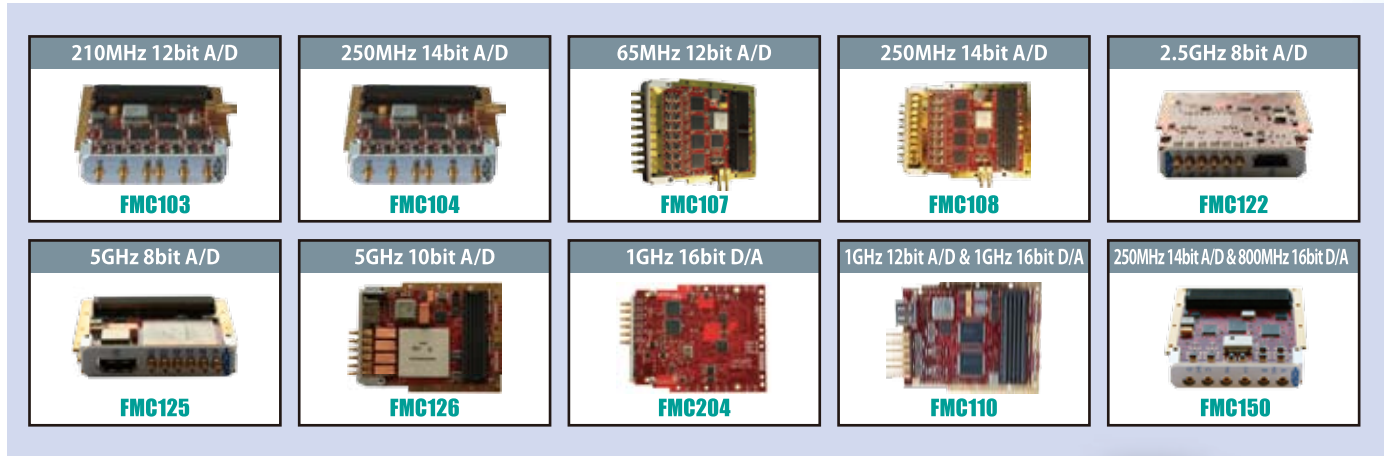 210MHz 12bit A/D
FMC103
250MHz 14bit A/D
FMC104
65MHz 12bit A/D
FMC107
250MHz 14bit A/D
FMC108
2.5GHz 8bit A/D
FMC122
5GHz 8bit A/D
FMC125
5GHz 10bit A/D
FMC126
1GHz 16bit D/A
FMC204
1GHz 12bit A/D & 1GHz 16bit D/A
FMC110
250MHz 14bit A/D & 800MHz 16bit D/A
FMC150